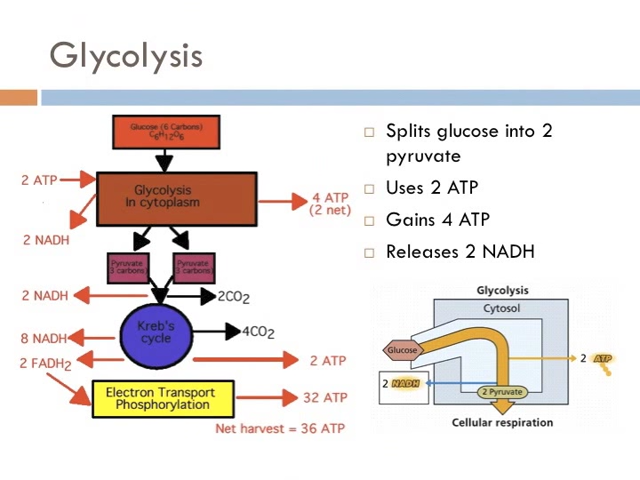 Glycolysis
Glucose (6 Carbons)
C6H12O6
2 ATP
Glycolysis
In cytoplasm
4 ATP
(2 net)
2 NADH
Pyruvate
3 carbons)
Pyruvate
3 carbons)
2 NADH
2CO2
Kreb's
cycle
4CO2
8 NADH
2 FADH2
2 ATP
Electron Transport
Phosphorylation
32 ATP
Net harvest = 36 ATP
Splits glucose into 2
pyruvate
Uses 2 ATP
Gains 4 ATP
Releases 2 NADH
Glycolysis
Cytosol
Glucose
2 ATP
2 NADH
2 Pyruvate
Cellular respiration